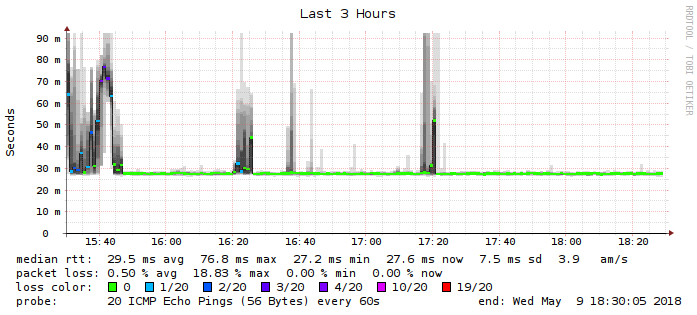 Last 3 Hours
RRDTOOL / TOBI OETIKER
Seconds
90 m
80 m
70 m
60 m
50 m
40 m
30 m
20 m
10 m
0
15:40 16:00 16:20 16:40 17:00 17:20 17:40 18:00 18:20
median rtt: 29.5 ms avg 76.8 ms max 27.2 ms min 27.6 ms now 7.5 ms sd 3.9 am/s
packet loss: 0.50 % avg 18.83 % max 0.00 % min 0.00 % now
loss color: 0 1/20 2/20 3/20 4/20 10/20 19/20
probe: 20 ICMP Echo Pings (56 Bytes) every 60s end: Wed May 9 18:30:05 2018